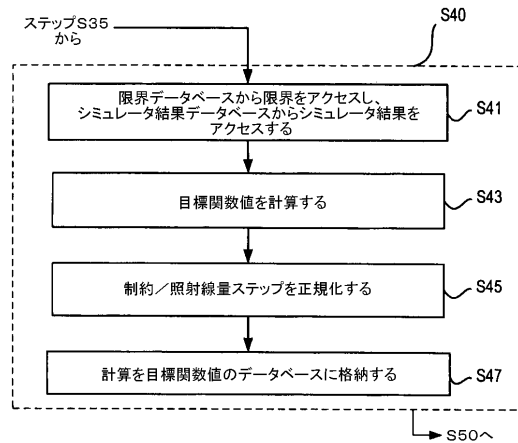 ステップS35
から
S40
限界データベースから限界をアクセスし、
シミュレータ結果データベースからシミュレータ結果を
アクセスする
S41
目標関数値を計算する
S43
制約／照射線量ステップを正規化する
S45
計算を目標関数値のデータベースに格納する
S47
S50へ